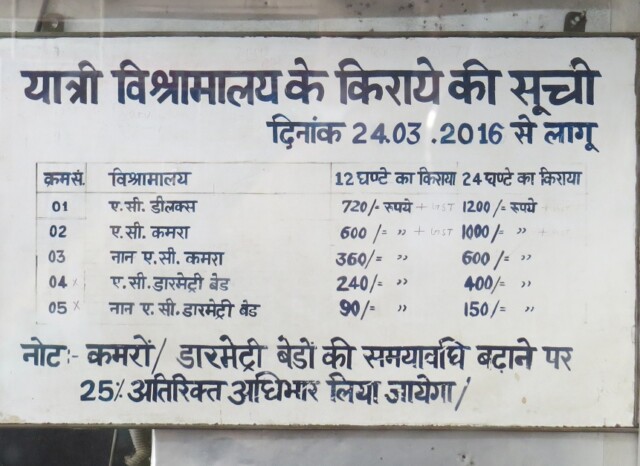 यात्री विश्रामालय के किराये की सूची
दिनांक 24.03.2016 से लागू
क्रमसं. विश्रामालय 12 घण्टे का किराया 24 घण्टे का किराया
01 ए.सी. डीलक्स 720/= रूपये + GST 1200/= रूपये
02 ए.सी. कमरा 600/= ,, + GST 1000/= ,,
03 नान ए.सी. कमरा 360/= ,, 600/= ,,
04 x ए.सी. डारमेट्री बेड 240/= ,, 400/= ,,
05 x नान ए.सी. डारमेट्री बेड 90/= ,, 150/= ,,
नोट :- कमरों/ डारमेट्री बेडों की समयावधि बढ़ाने पर
25% अतिरिक्त अधिभार लिया जायेगा/